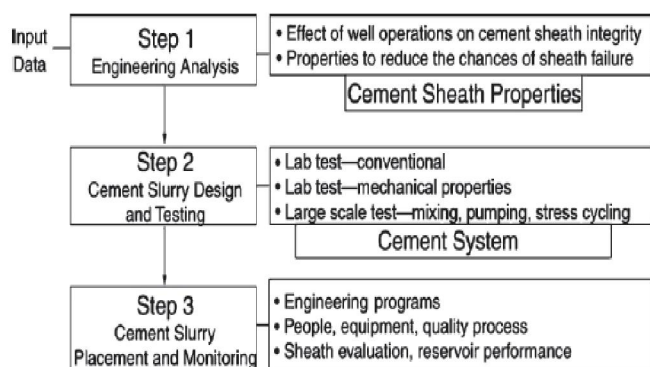 Input
Data
Step 1
Engineering Analysis
• Effect of well operations on cement sheath integrity
• Properties to reduce the chances of sheath failure
Cement Sheath Properties
Step 2
Cement Slurry Design
and Testing
• Lab test—conventional
• Lab test—mechanical properties
• Large scale test—mixing, pumping, stress cycling
Cement System
Step 3
Cement Slurry
Placement and Monitoring
• Engineering programs
• People, equipment, quality process
• Sheath evaluation, reservoir performance